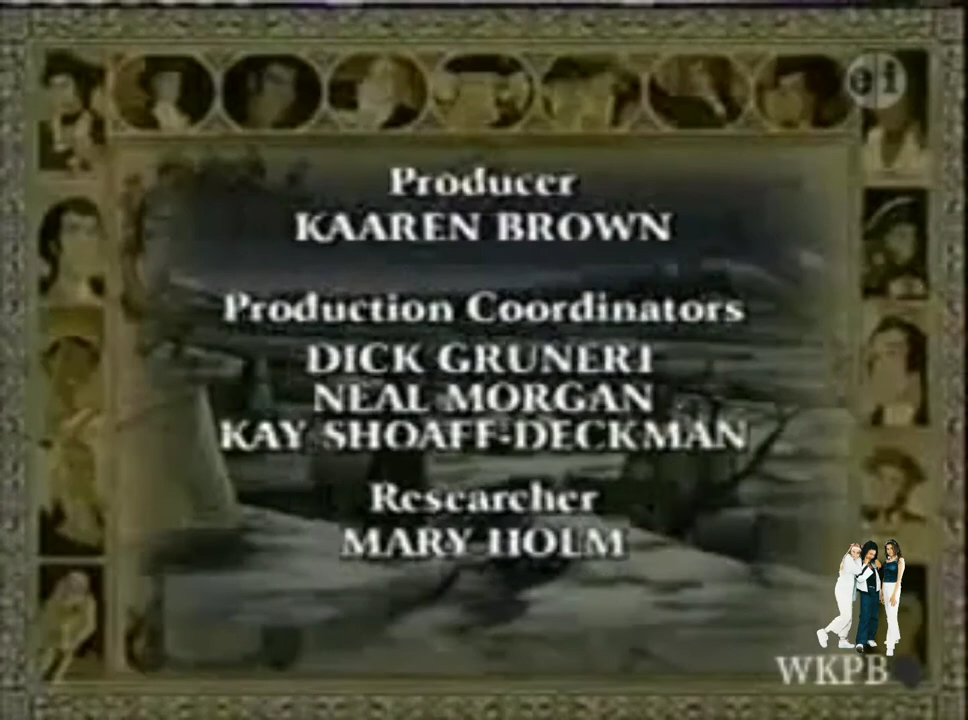 e/i
Producer
KAAREN BROWN
Production Coordinators
DICK GRUNERT
NEAL MORGAN
KAY SHOAFF-DECKMAN
Researcher
MARY HOLM
WKPB